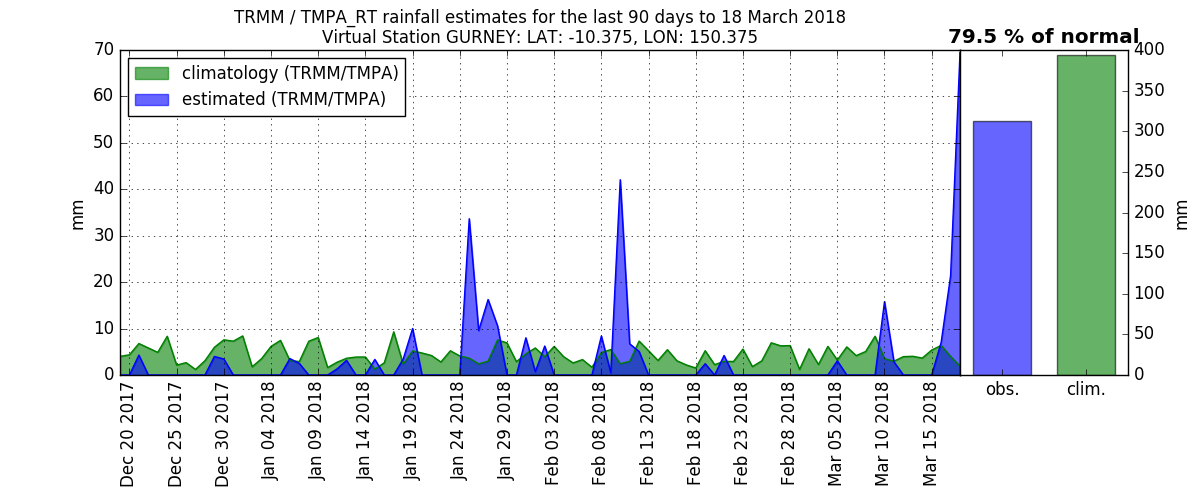 TRMM / TMPA_RT rainfall estimates for the last 90 days to 18 March 2018
Virtual Station GURNEY: LAT: -10.375, LON: 150.375
79.5 % of normal
climatology (TRMM/TMPA)
estimated (TRMM/TMPA)
70
60
50
40
30
20
10
0
mm
400
350
300
250
200
150
100
50
0
mm
Dec 20 2017
Dec 25 2017
Dec 30 2017
Jan 04 2018
Jan 09 2018
Jan 14 2018
Jan 19 2018
Jan 24 2018
Jan 29 2018
Feb 03 2018
Feb 08 2018
Feb 13 2018
Feb 18 2018
Feb 23 2018
Feb 28 2018
Mar 05 2018
Mar 10 2018
Mar 15 2018
obs.
clim.